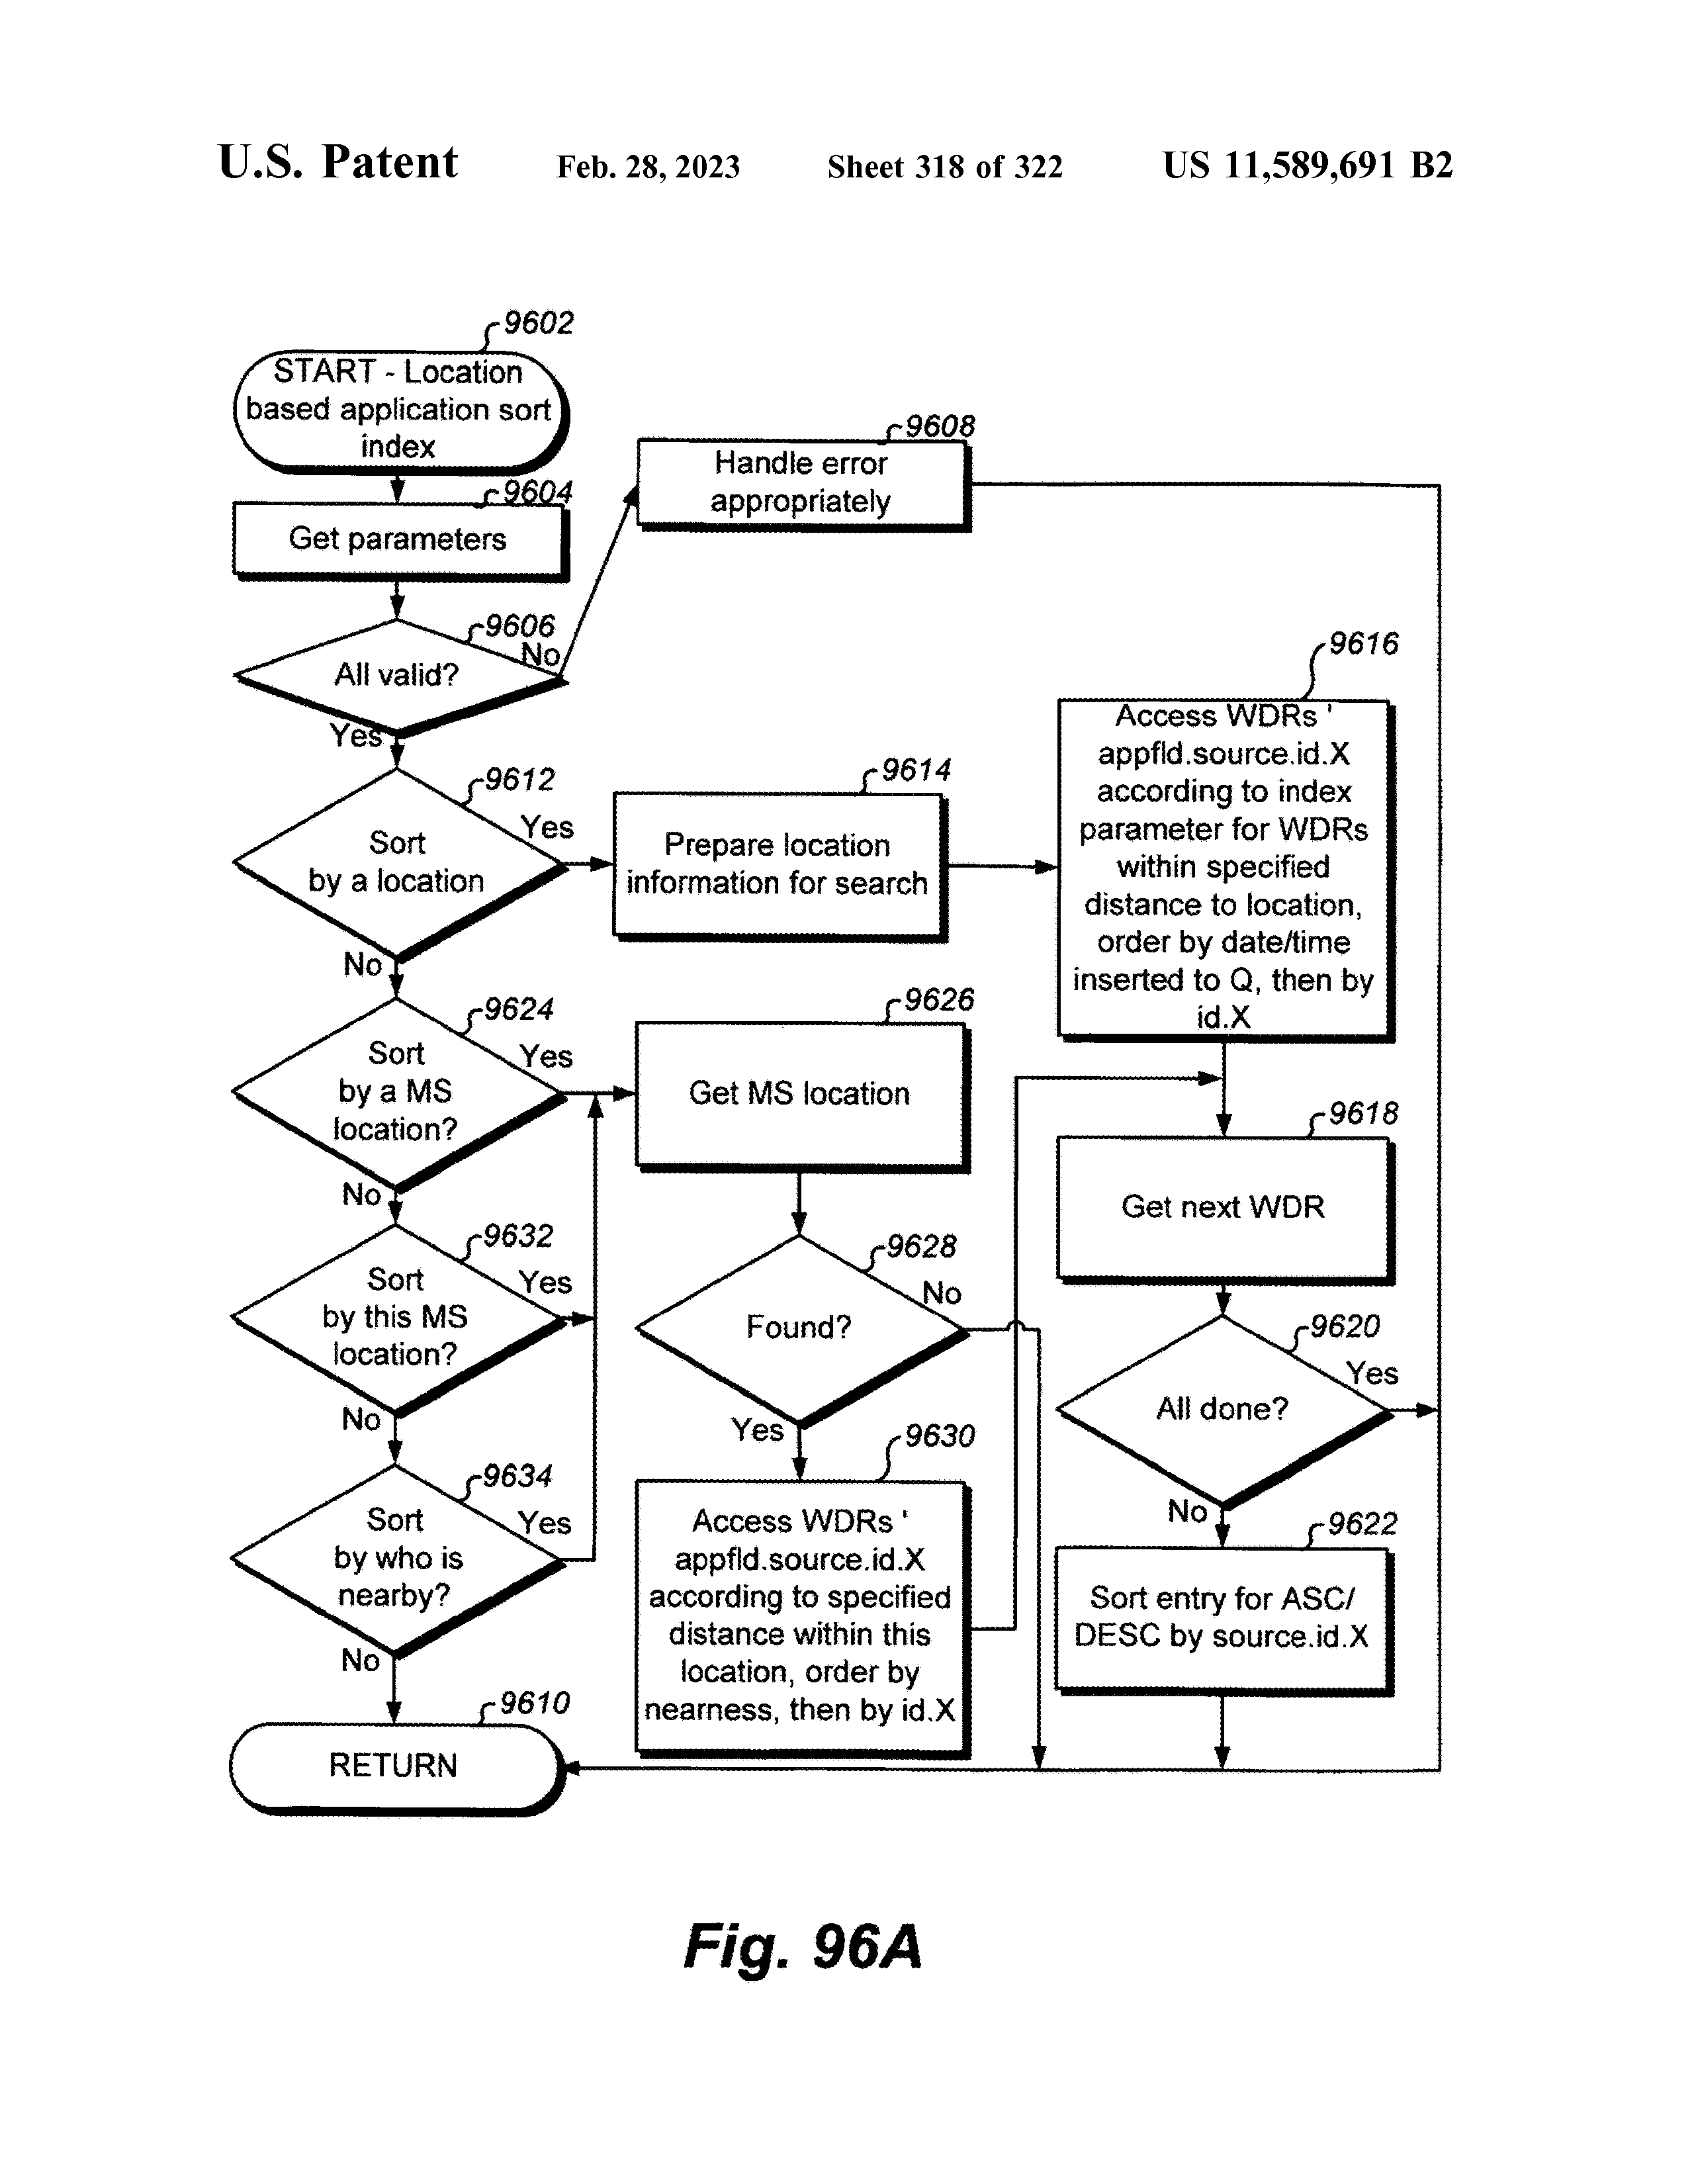 U.S. Patent Feb. 28, 2023 Sheet 318 of 322 US 11,589,691 B2
9602
START - Location
based application sort
index
9604
Get parameters
9606
All valid?
No
Yes
9608
Handle error
appropriately
9612
Sort
by a location
Yes
No
9614
Prepare location
information for search
9616
Access WDRs '
appfld.source.id.X
according to index
parameter for WDRs
within specified
distance to location,
order by date/time
inserted to Q, then by
id.X
9624
Sort
by a MS
location?
Yes
No
9626
Get MS location
9618
Get next WDR
9632
Sort
by this MS
location?
Yes
No
9628
Found?
No
Yes
9620
All done?
Yes
No
9634
Sort
by who is
nearby?
Yes
No
9630
Access WDRs '
appfld.source.id.X
according to specified
distance within this
location, order by
nearness, then by id.X
9622
Sort entry for ASC/
DESC by source.id.X
9610
RETURN
Fig. 96A